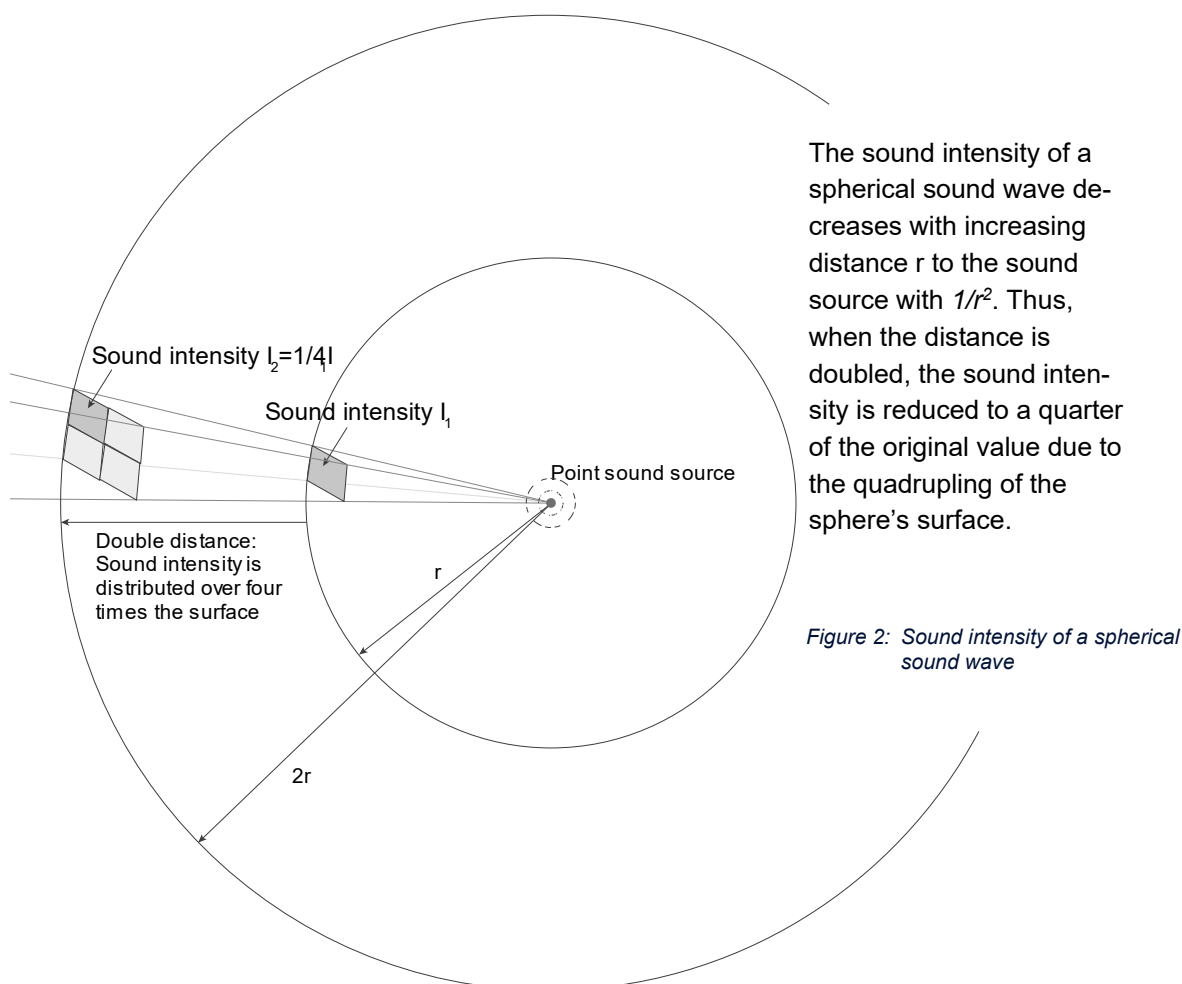 The sound intensity of a
spherical sound wave de-
creases with increasing
distance r to the sound
source with 1/r².  Thus,
when the distance is
doubled, the sound inten-
sity is reduced to a quarter
of the original value due to
the quadrupling of the
sphere’s surface.
Sound intensity I₂=1/4I₁
Sound intensity I₁
Point sound source
Double distance:
Sound intensity is
distributed over four
times the surface
r
2r
Figure 2: Sound intensity of a spherical
sound wave